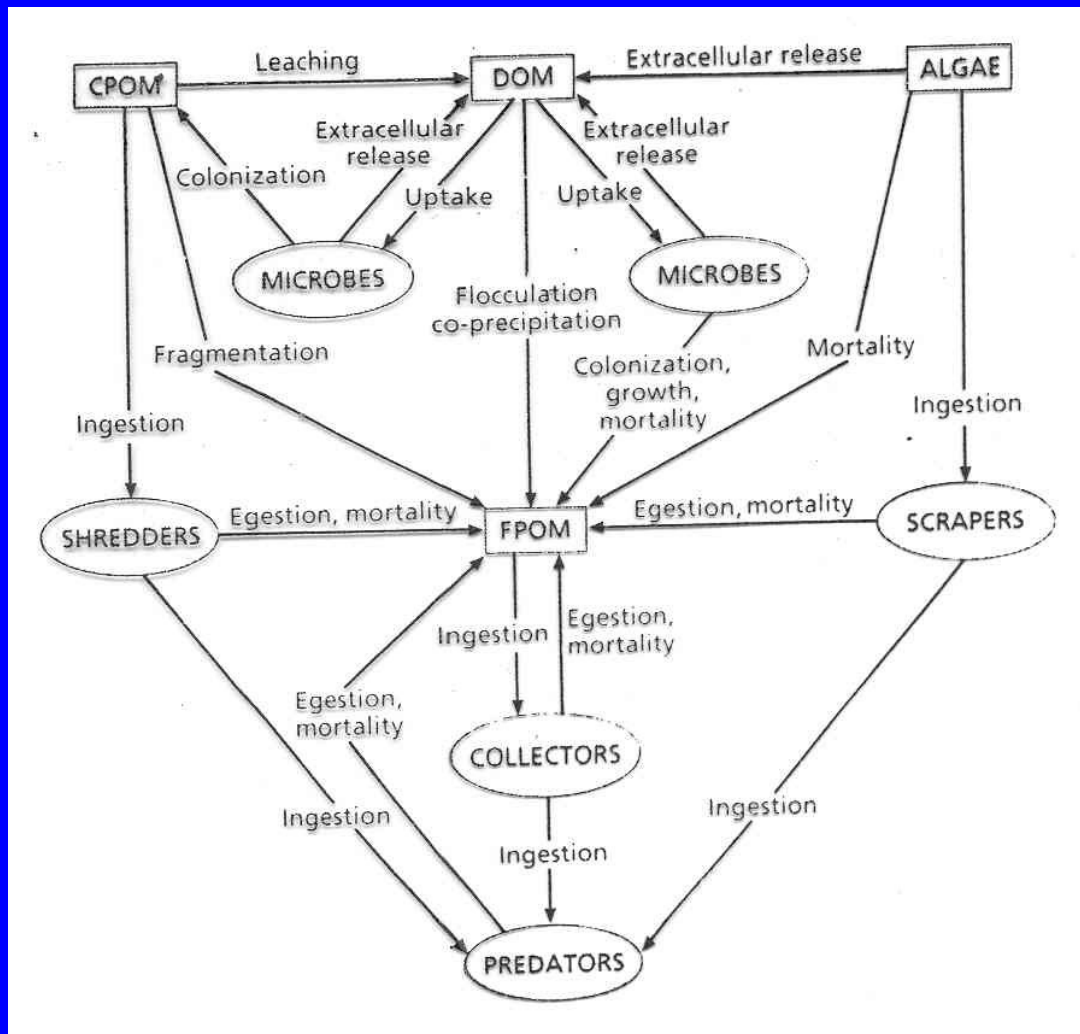 Leaching
Extracellular release
CPOM
DOM
ALGAE
Extracellular
release
Extracellular
release
Colonization
Uptake
Uptake
MICROBES
MICROBES
Flocculation
co-precipitation
Fragmentation
Colonization,
growth,
mortality
Mortality
Ingestion
Ingestion
SHREDDERS
Egestion, mortality
FPOM
Egestion, mortality
SCRAPERS
Ingestion
Egestion,
mortality
Egestion,
mortality
COLLECTORS
Ingestion
Ingestion
Ingestion
PREDATORS